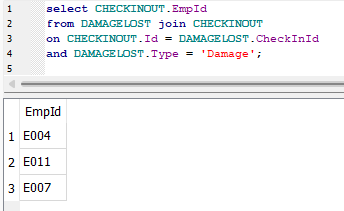 1 select CHECKINOUT.EmpId
2 from DAMAGELOST join CHECKINOUT
3 on CHECKINOUT.Id = DAMAGELOST.CheckInId
4 and DAMAGELOST.Type = 'Damage';
5
EmpId
1 E004
2 E011
3 E007